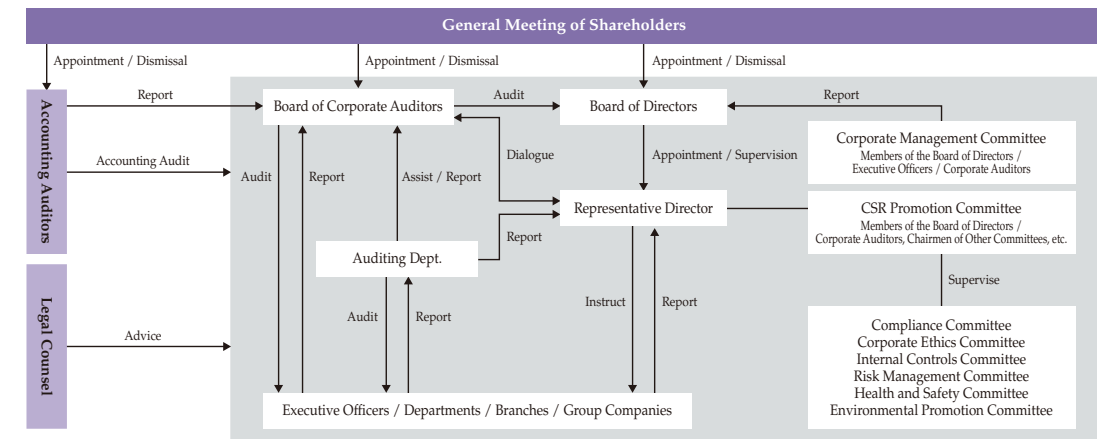 General Meeting of Shareholders
Appointment / Dismissal
Appointment / Dismissal
Appointment / Dismissal
Accounting Auditors
Report
Board of Corporate Auditors
Audit
Board of Directors
Report
Corporate Management Committee
Members of the Board of Directors /
Executive Officers / Corporate Auditors
Accounting Audit
Audit
Report
Assist / Report
Dialogue
Appointment / Supervision
Representative Director
CSR Promotion Committee
Members of the Board of Directors /
Corporate Auditors, Chairmen of Other Committees, etc.
Auditing Dept.
Report
Supervise
Legal Counsel
Advice
Audit
Report
Instruct
Report
Compliance Committee
Corporate Ethics Committee
Internal Controls Committee
Risk Management Committee
Health and Safety Committee
Environmental Promotion Committee
Executive Officers / Departments / Branches / Group Companies